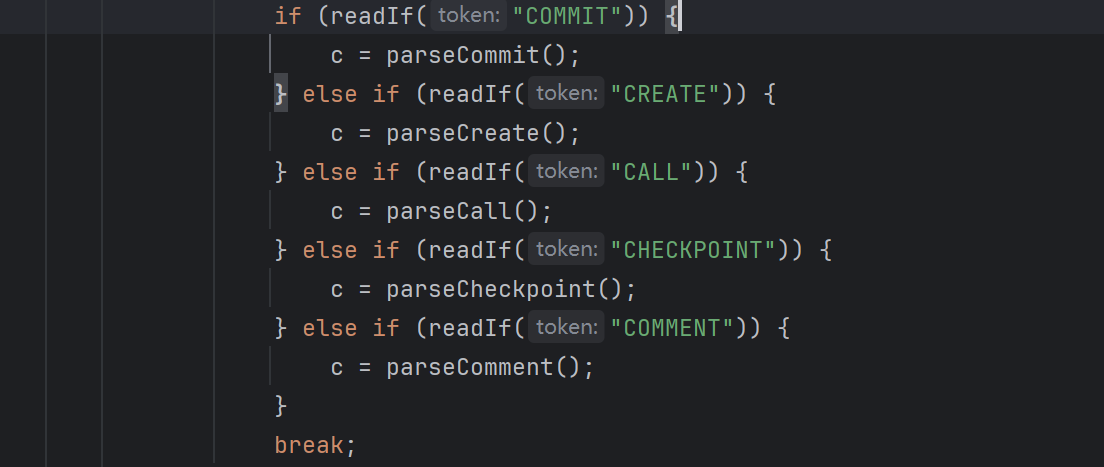 if (readIf( token: "COMMIT")) {
c = parseCommit();
} else if (readIf( token: "CREATE")) {
c = parseCreate();
} else if (readIf( token: "CALL")) {
c = parseCall();
} else if (readIf( token: "CHECKPOINT")) {
c = parseCheckpoint();
} else if (readIf( token: "COMMENT")) {
c = parseComment();
}
break;